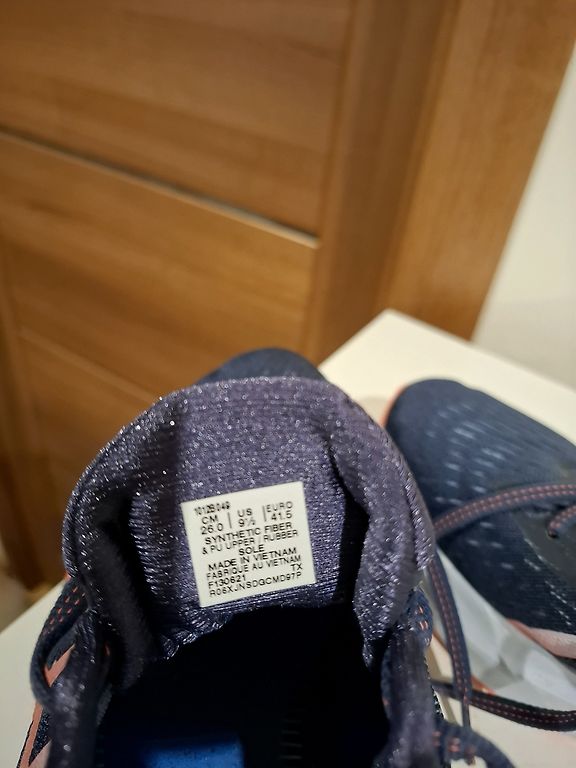 1012B049
CM | US | EURO
26.0 | 9½ | 41.5
SYNTHETIC FIBER
& PU UPPER / RUBBER
SOLE
MADE IN VIETNAM
FABRIQUE AU VIETNAM
F130621 TX
R06XJNSDGCMD97P